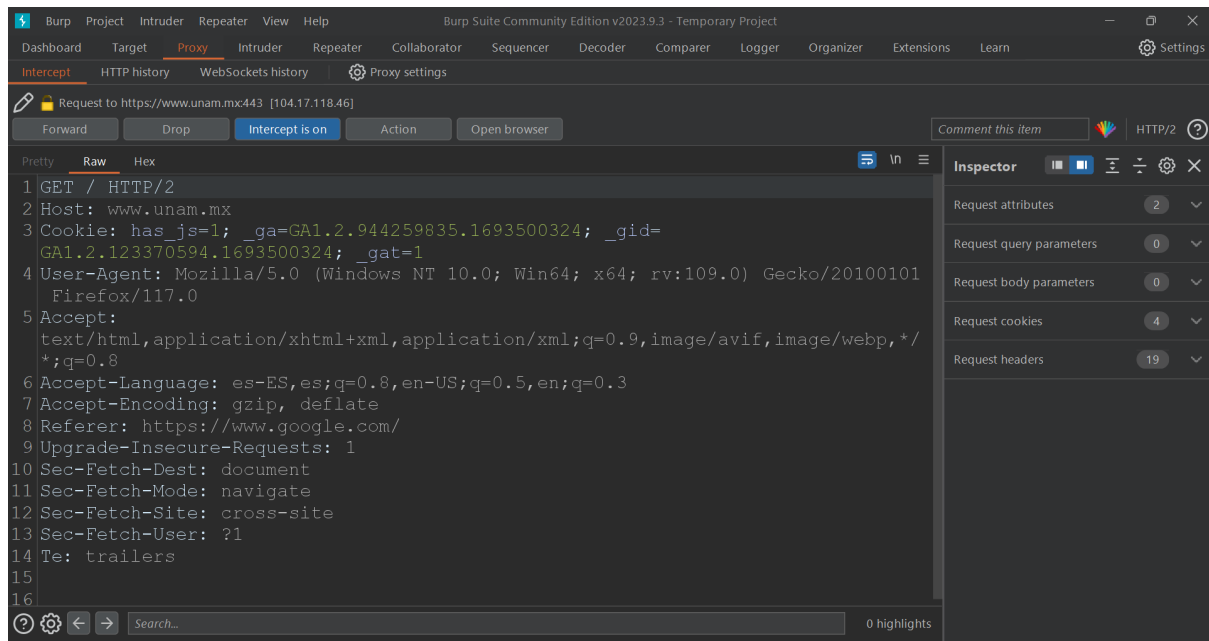 Burp Project Intruder Repeater View Help Burp Suite Community Edition v2023.9.3 - Temporary Project
Dashboard Target Proxy Intruder Repeater Collaborator Sequencer Decoder Comparer Logger Organizer Extensions Learn Settings
Intercept HTTP history WebSockets history Proxy settings
Request to https://www.unam.mx:443 [104.17.118.46]
Forward Drop Intercept is on Action Open browser Comment this item HTTP/2 ?
Pretty Raw Hex \n
1 GET / HTTP/2
2 Host: www.unam.mx
3 Cookie: has_js=1; _ga=GA1.2.944259835.1693500324; _gid=
GA1.2.123370594.1693500324; _gat=1
4 User-Agent: Mozilla/5.0 (Windows NT 10.0; Win64; x64; rv:109.0) Gecko/20100101
Firefox/117.0
5 Accept:
text/html,application/xhtml+xml,application/xml;q=0.9,image/avif,image/webp,*/
*;q=0.8
6 Accept-Language: es-ES,es;q=0.8,en-US;q=0.5,en;q=0.3
7 Accept-Encoding: gzip, deflate
8 Referer: https://www.google.com/
9 Upgrade-Insecure-Requests: 1
10 Sec-Fetch-Dest: document
11 Sec-Fetch-Mode: navigate
12 Sec-Fetch-Site: cross-site
13 Sec-Fetch-User: ?1
14 Te: trailers
15
16
? Search... 0 highlights
Inspector
Request attributes 2
Request query parameters 0
Request body parameters 0
Request cookies 4
Request headers 19